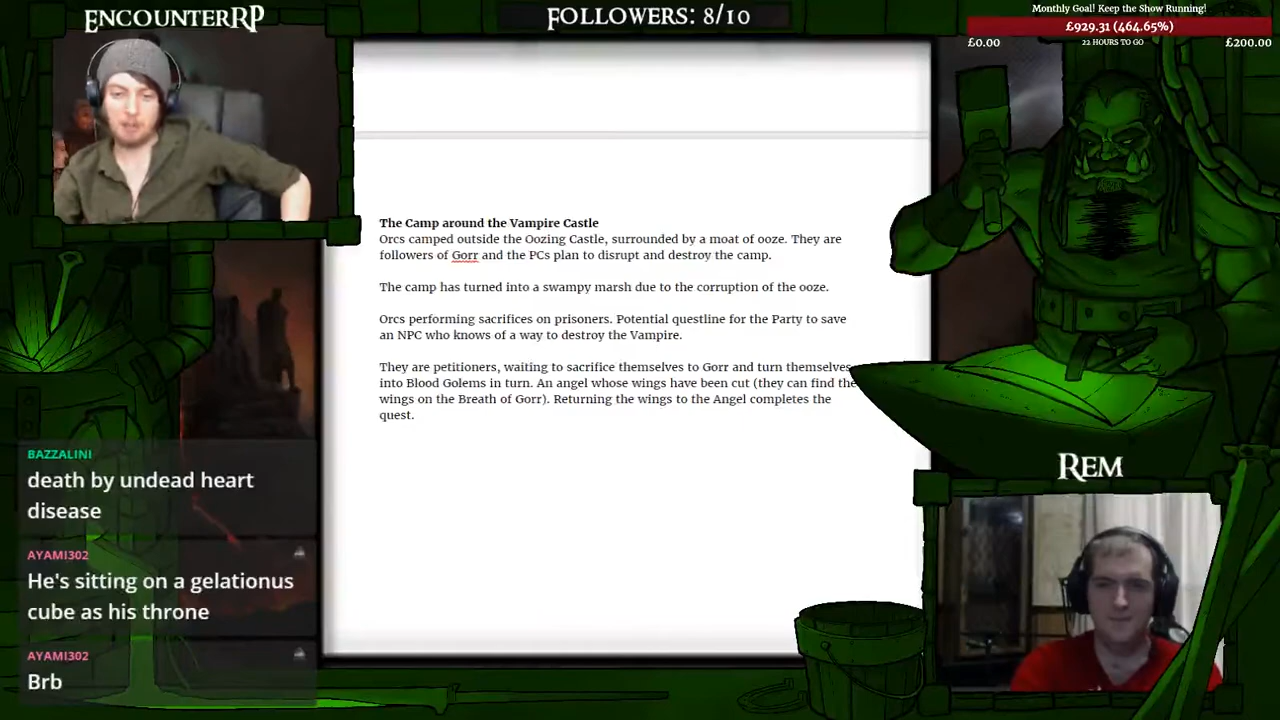 ENCOUNTERRP
FOLLOWERS: 8/10
Monthly Goal! Keep the Show Running!
£929.31 (464.65%)
£0.00
22 HOURS TO GO
£200.00
The Camp around the Vampire Castle
Orcs camped outside the Oozing Castle, surrounded by a moat of ooze. They are
followers of Gorr and the PCs plan to disrupt and destroy the camp.
The camp has turned into a swampy marsh due to the corruption of the ooze.
Orcs performing sacrifices on prisoners. Potential questline for the Party to save
an NPC who knows of a way to destroy the Vampire.
They are petitioners, waiting to sacrifice themselves to Gorr and turn themselves
into Blood Golems in turn. An angel whose wings have been cut (they can find the
wings on the Breath of Gorr). Returning the wings to the Angel completes the
quest.
BAZZALINI
death by undead heart
disease
AYAMI302
He's sitting on a gelationus
cube as his throne
AYAMI302
Brb
REM